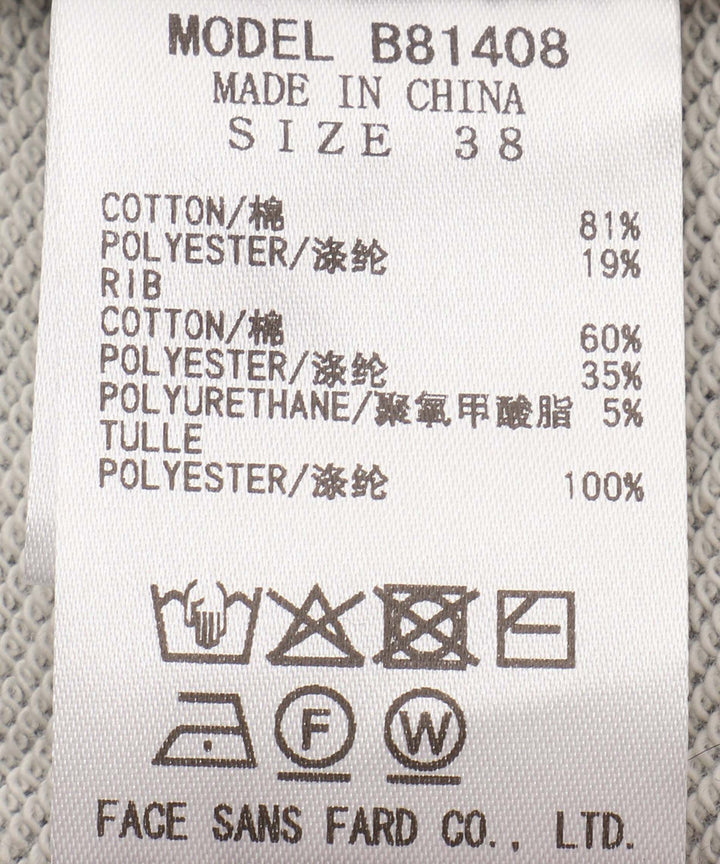 MODEL B81408
MADE IN CHINA
SIZE 38
COTTON/棉 81%
POLYESTER/涤纶 19%
RIB
COTTON/棉 60%
POLYESTER/涤纶 35%
POLYURETHANE/聚氧甲酸脂 5%
TULLE
POLYESTER/涤纶 100%
F W
FACE SANS FARD CO., LTD.